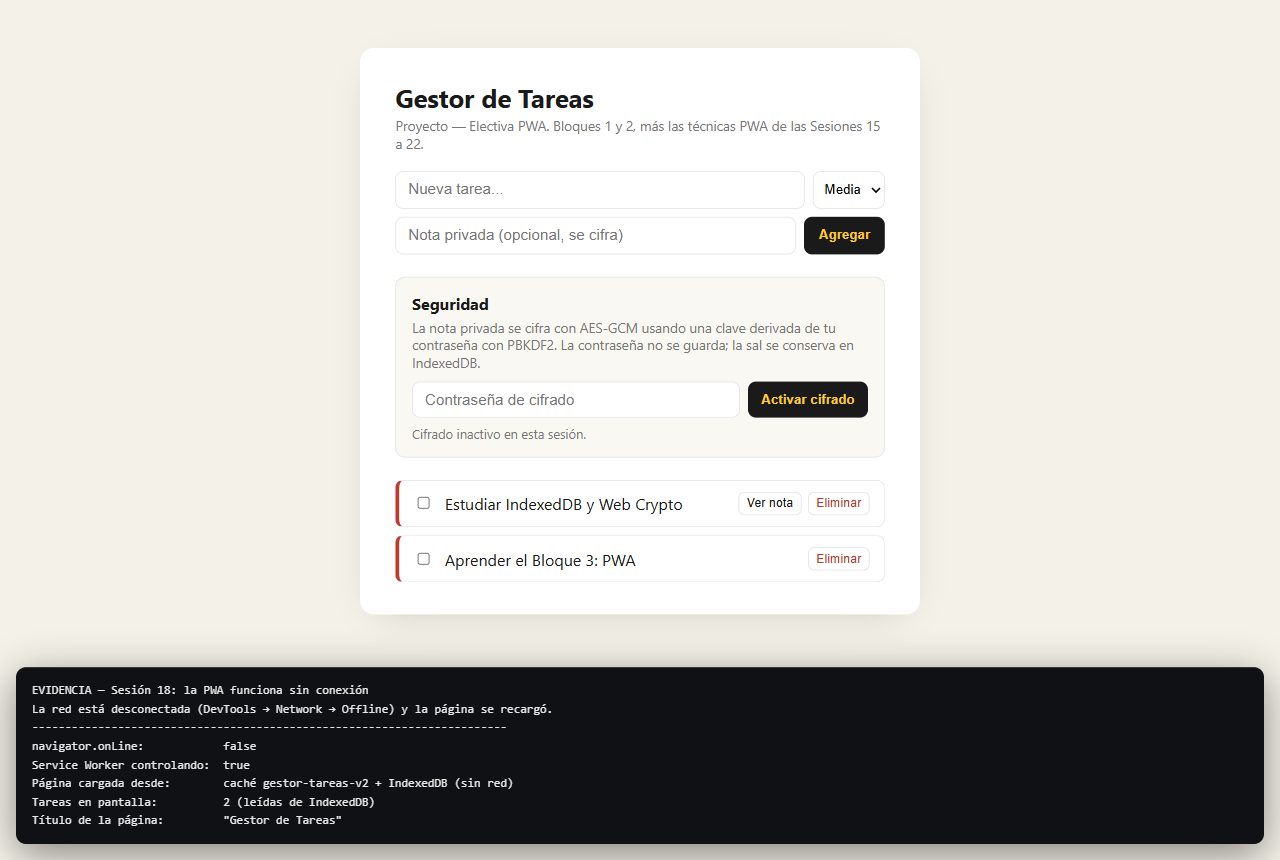 Gestor de Tareas
Proyecto — Electiva PWA. Bloques 1 y 2, más las técnicas PWA de las Sesiones 15
a 22.
Nueva tarea...
Media
Nota privada (opcional, se cifra)
Agregar
Seguridad
La nota privada se cifra con AES-GCM usando una clave derivada de tu
contraseña con PBKDF2. La contraseña no se guarda; la sal se conserva en
IndexedDB.
Contraseña de cifrado
Activar cifrado
Cifrado inactivo en esta sesión.
Estudiar IndexedDB y Web Crypto
Ver nota
Eliminar
Aprender el Bloque 3: PWA
Eliminar
EVIDENCIA — Sesión 18: la PWA funciona sin conexión
La red está desconectada (DevTools → Network → Offline) y la página se recargó.
------------------------------------------------------------------------
navigator.onLine: false
Service Worker controlando: true
Página cargada desde: caché gestor-tareas-v2 + IndexedDB (sin red)
Tareas en pantalla: 2 (leídas de IndexedDB)
Título de la página: "Gestor de Tareas"